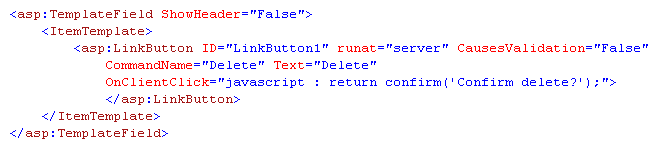 <asp:TemplateField ShowHeader="False">
<ItemTemplate>
<asp:LinkButton ID="LinkButton1" runat="server" CausesValidation="False"
CommandName="Delete" Text="Delete"
OnClientClick="javascript : return confirm('Confirm delete?');">
</asp:LinkButton>
</ItemTemplate>
</asp:TemplateField>